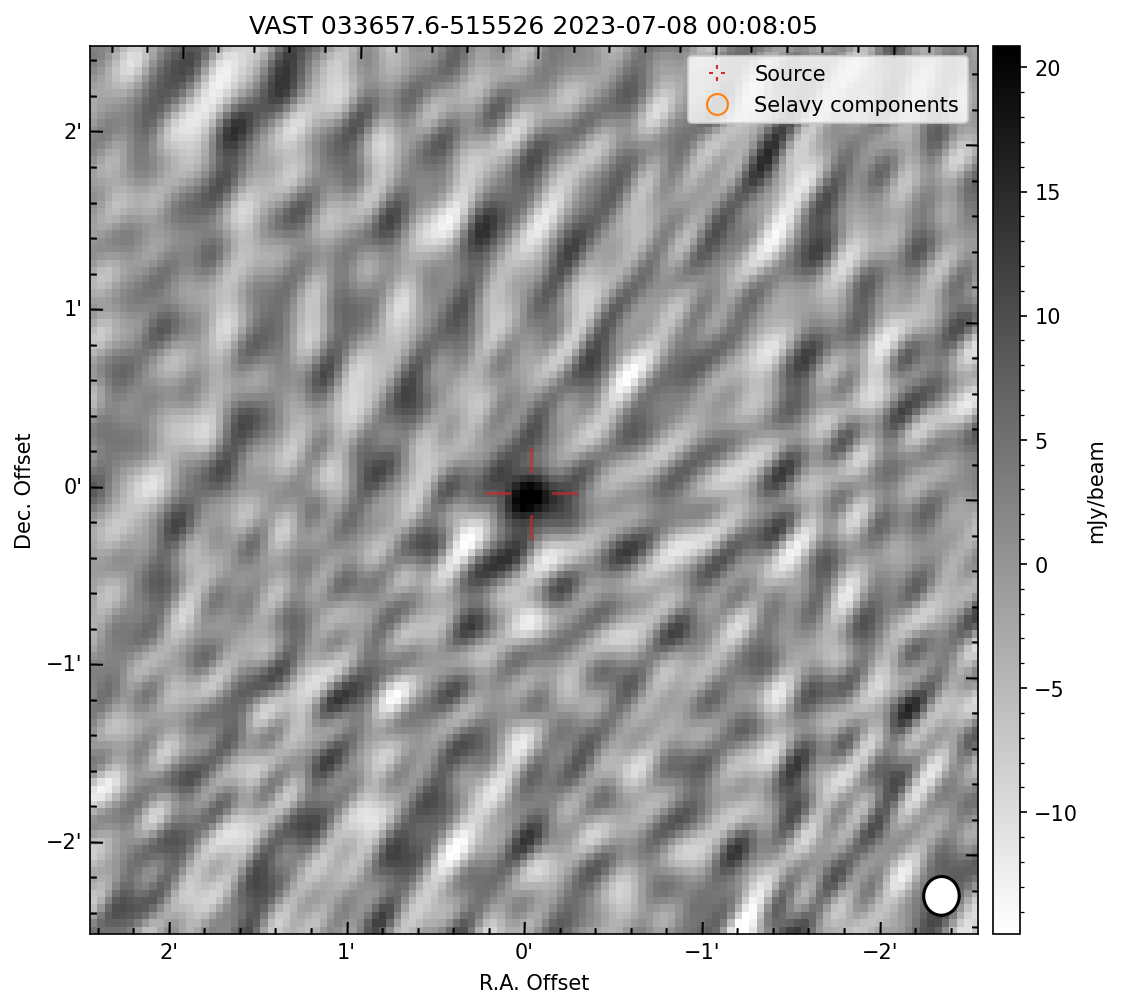 VAST 033657.6-515526 2023-07-08 00:08:05
Source
Selavy components
2'
1'
0'
−1'
−2'
Dec. Offset
2'
1'
0'
−1'
−2'
R.A. Offset
20
15
10
5
0
−5
−10
mJy/beam